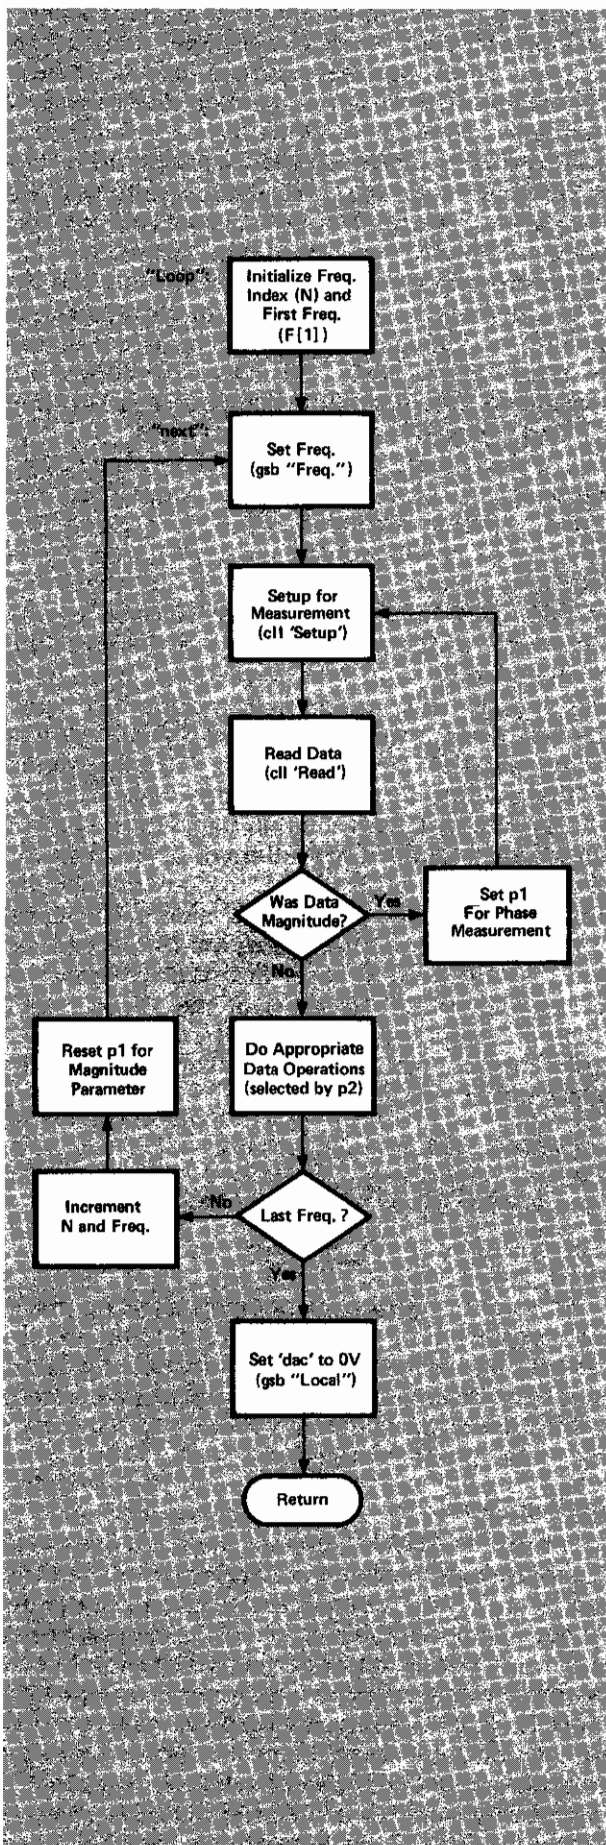 "Loop":
Initialize Freq.
Index (N) and
First Freq.
(F[1])
"next":
Set Freq.
(gsb "Freq.")
Setup for
Measurement
(cll 'Setup')
Read Data
(cll 'Read')
Was Data
Magnitude?
Yes
Set p1
For Phase
Measurement
No
Reset p1 for
Magnitude
Parameter
Do Appropriate
Data Operations
(selected by p2)
Increment
N and Freq.
No
Last Freq. ?
Yes
Set 'dac' to 0V
(gsb "Local")
Return